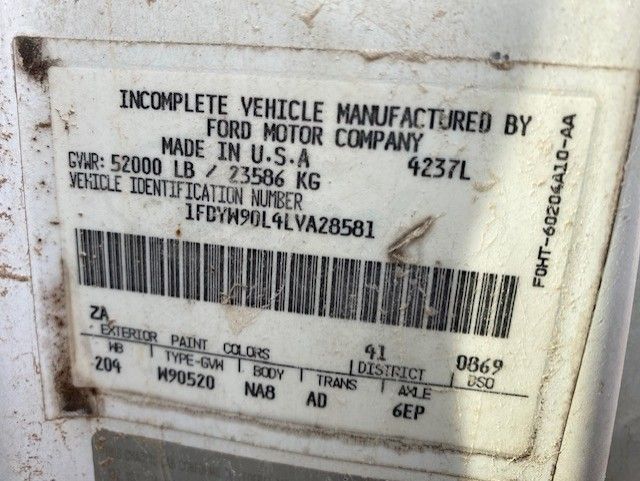 INCOMPLETE VEHICLE MANUFACTURED BY
FORD MOTOR COMPANY
MADE IN U.S.A
4237L
GVWR: 52000 LB / 23586 KG
VEHICLE IDENTIFICATION NUMBER
1FDYW90L4LVA28581
F0HT-60204A10-AA
ZA
41 0869
EXTERIOR PAINT COLORS DISTRICT DSO
WB TYPE-GVW BODY TRANS AXLE
204 W90520 NA8 AD 6EP